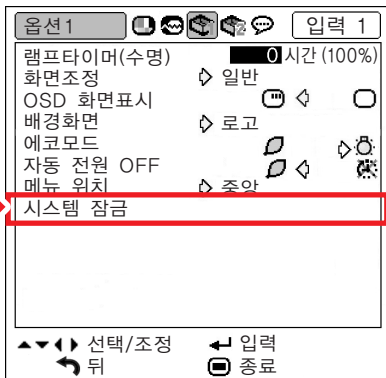 옵션1 입력 1
램프타이머(수명) 0 시간 (100%)
화면조정 일반
OSD 화면표시
배경화면 로고
에코모드
자동 전원 OFF
메뉴 위치 중앙
시스템 잠금
선택/조정 입력
뒤 종료